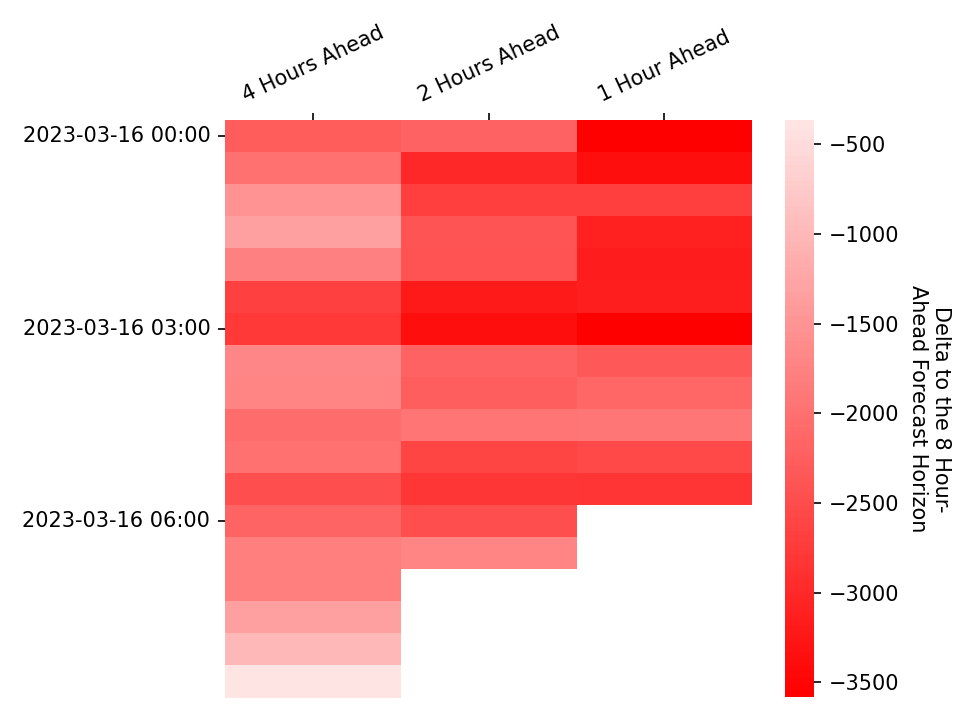 4 Hours Ahead
2 Hours Ahead
1 Hour Ahead
2023-03-16 00:00
2023-03-16 03:00
2023-03-16 06:00
−500
−1000
−1500
−2000
−2500
−3000
−3500
Delta to the 8 Hour-
Ahead Forecast Horizon